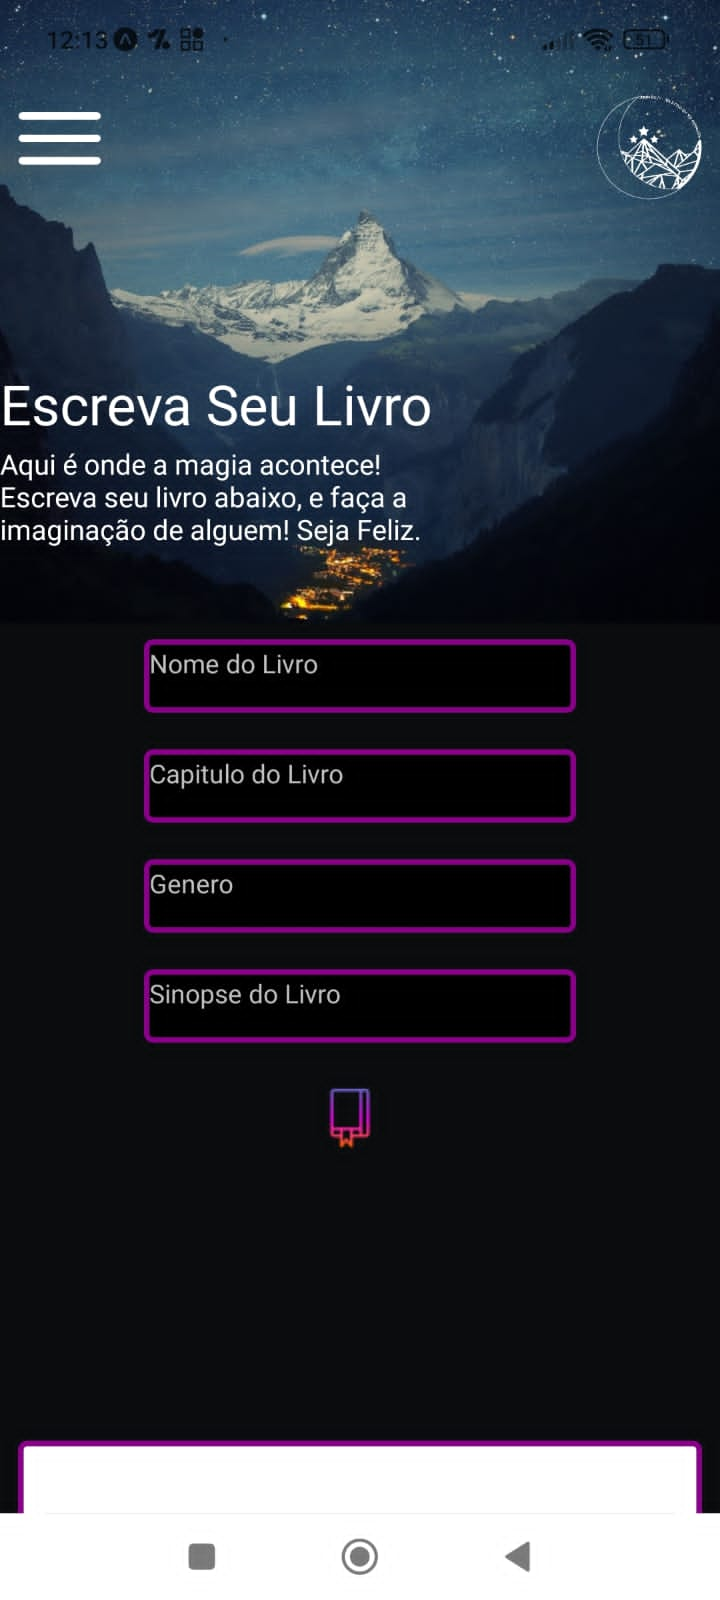 12:13
51
Escreva Seu Livro
Aqui é onde a magia acontece!
Escreva seu livro abaixo, e faça a
imaginação de alguem! Seja Feliz.
Nome do Livro
Capitulo do Livro
Genero
Sinopse do Livro